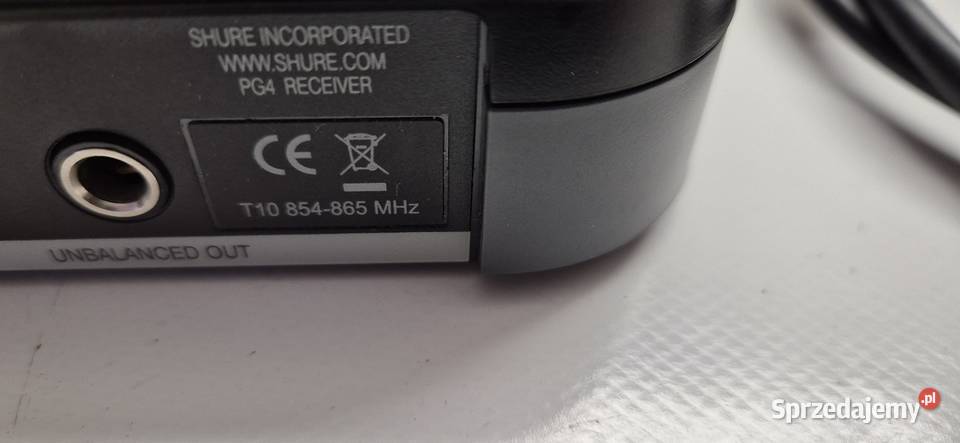 SHURE INCORPORATED
WWW.SHURE.COM
PG4 RECEIVER
CE
T10 854-865 MHz
UNBALANCED OUT
Sprzedajemy.pl